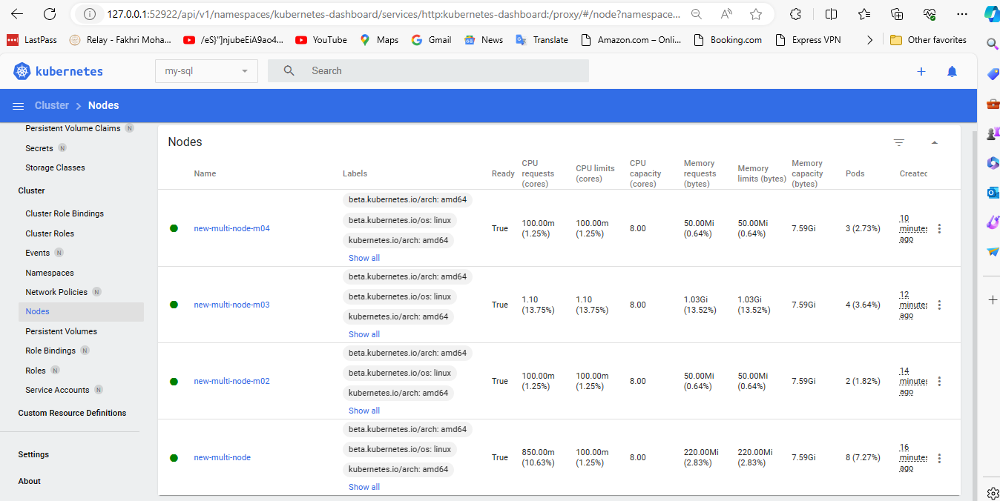 127.0.0.1:52922/api/v1/namespaces/kubernetes-dashboard/services/http:kubernetes-dashboard:/proxy/#/node?namespace...
LastPass
Relay - Fakhri Moha...
/eS}"]njubeEiA9ao4...
YouTube
Maps
Gmail
News
Translate
Amazon.com – Onli...
Booking.com
Express VPN
Other favorites
kubernetes
my-sql
Search
Cluster > Nodes
Persistent Volume Claims N
Secrets N
Storage Classes
Cluster
Cluster Role Bindings
Cluster Roles
Events N
Namespaces
Network Policies N
Nodes
Persistent Volumes
Role Bindings N
Roles N
Service Accounts N
Custom Resource Definitions
Settings
About
Nodes
Name
Labels
Ready
CPU
requests
(cores)
CPU limits
(cores)
CPU
capacity
(cores)
Memory
requests
(bytes)
Memory
limits (bytes)
Memory
capacity
(bytes)
Pods
Created
new-multi-node-m04
beta.kubernetes.io/arch: amd64
beta.kubernetes.io/os: linux
kubernetes.io/arch: amd64
Show all
True
100.00m
(1.25%)
100.00m
(1.25%)
8.00
50.00Mi
(0.64%)
50.00Mi
(0.64%)
7.59Gi
3 (2.73%)
10
minutes
ago
new-multi-node-m03
beta.kubernetes.io/arch: amd64
beta.kubernetes.io/os: linux
kubernetes.io/arch: amd64
Show all
True
1.10
(13.75%)
1.10
(13.75%)
8.00
1.03Gi
(13.52%)
1.03Gi
(13.52%)
7.59Gi
4 (3.64%)
12
minutes
ago
new-multi-node-m02
beta.kubernetes.io/arch: amd64
beta.kubernetes.io/os: linux
kubernetes.io/arch: amd64
Show all
True
100.00m
(1.25%)
100.00m
(1.25%)
8.00
50.00Mi
(0.64%)
50.00Mi
(0.64%)
7.59Gi
2 (1.82%)
14
minutes
ago
new-multi-node
beta.kubernetes.io/arch: amd64
beta.kubernetes.io/os: linux
kubernetes.io/arch: amd64
Show all
True
850.00m
(10.63%)
100.00m
(1.25%)
8.00
220.00Mi
(2.83%)
220.00Mi
(2.83%)
7.59Gi
8 (7.27%)
16
minutes
ago